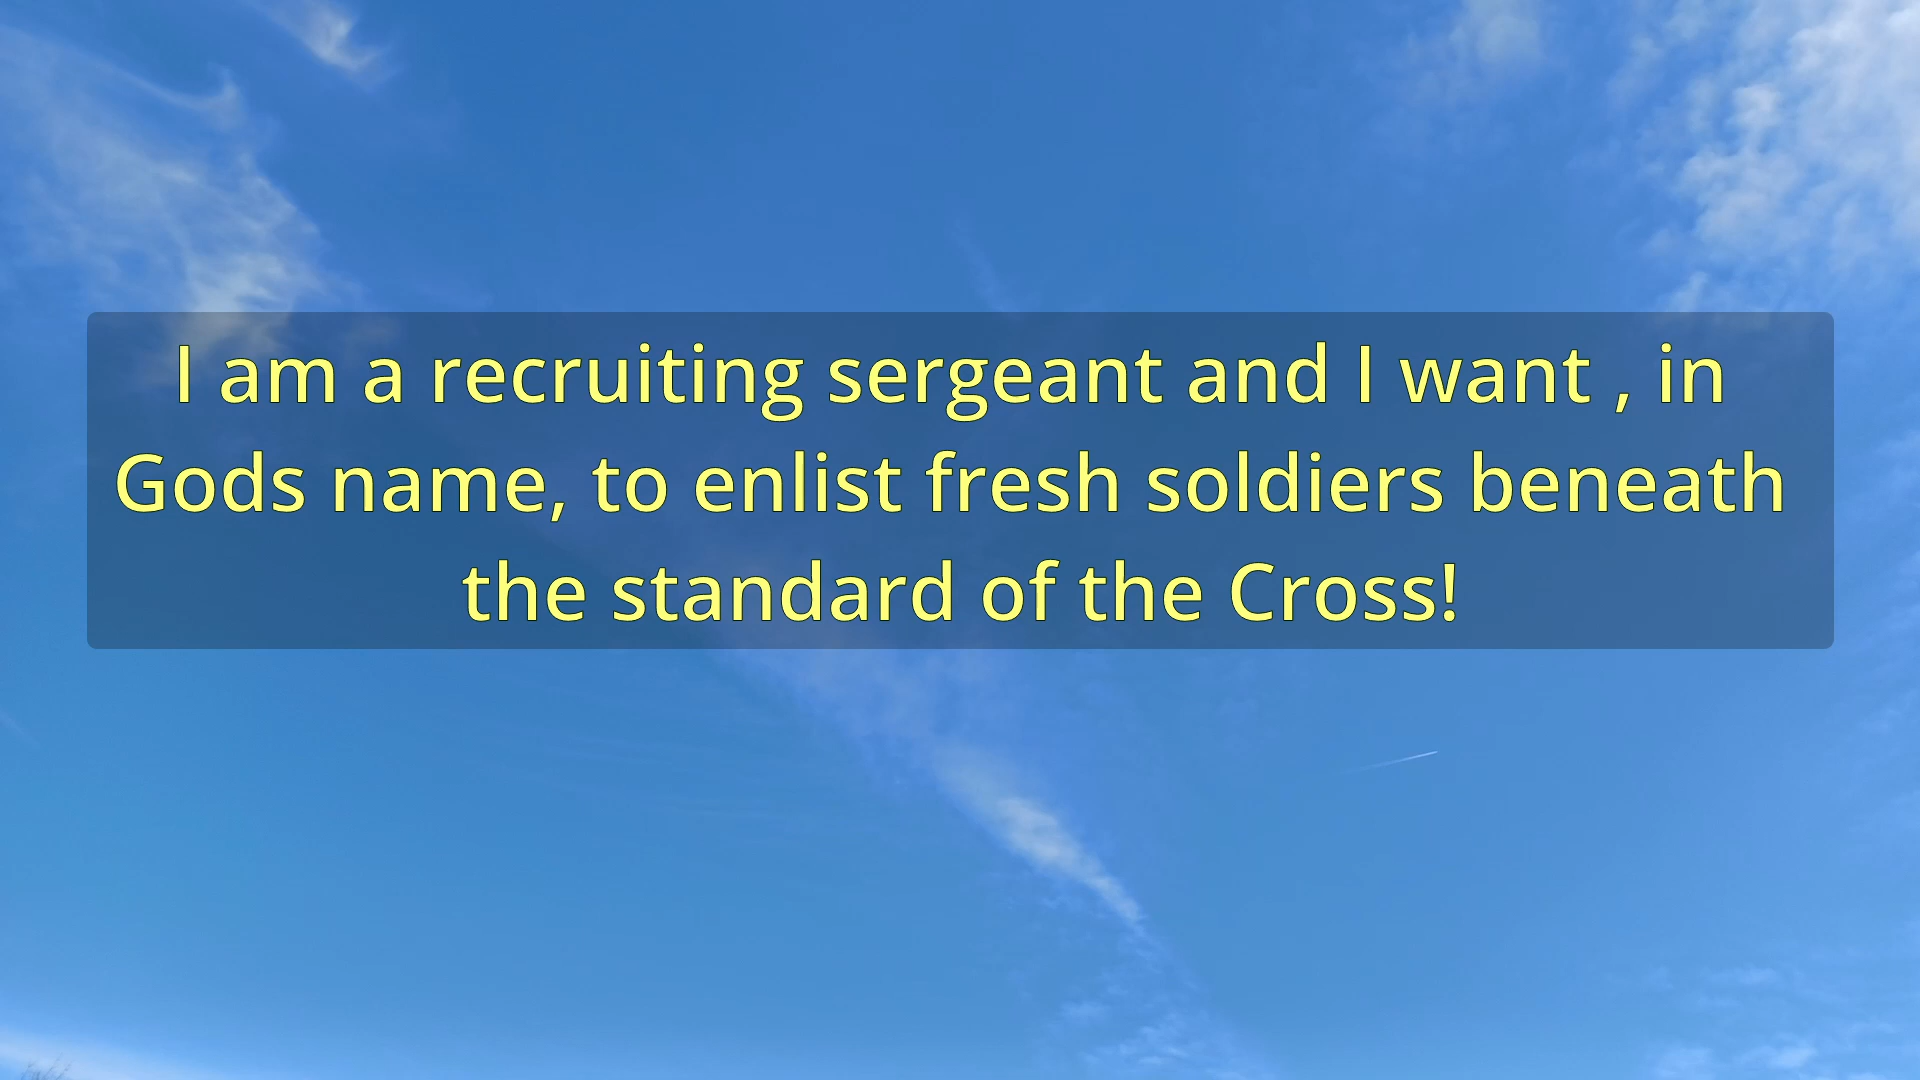 I am a recruiting sergeant and I want , in
Gods name, to enlist fresh soldiers beneath
the standard of the Cross!